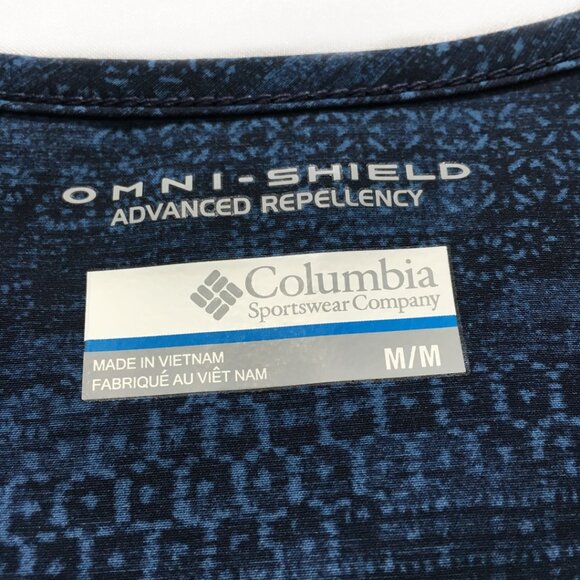 OMNI-SHIELD
ADVANCED REPELLENCY
Columbia
Sportswear Company
MADE IN VIETNAM
FABRIQUÉ AU VIÊT NAM
M/M